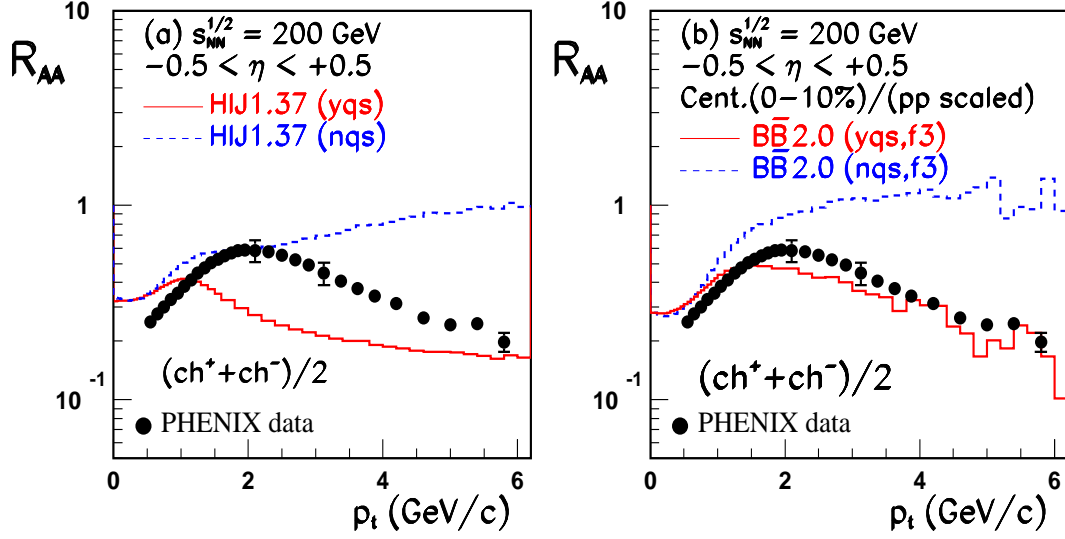 (a) s_NN^1/2 = 200 GeV
−0.5 < η < +0.5
HIJ1.37 (yqs)
HIJ1.37 (nqs)
R_AA
10
1
10^-1
(ch⁺+ch⁻)/2
PHENIX data
0 2 4 6
p_t (GeV/c)
(b) s_NN^1/2 = 200 GeV
−0.5 < η < +0.5
Cent.(0−10%)/(pp scaled)
BB̅ 2.0 (yqs,f3)
BB̅ 2.0 (nqs,f3)
R_AA
10
1
10^-1
(ch⁺+ch⁻)/2
PHENIX data
0 2 4 6
p_t (GeV/c)